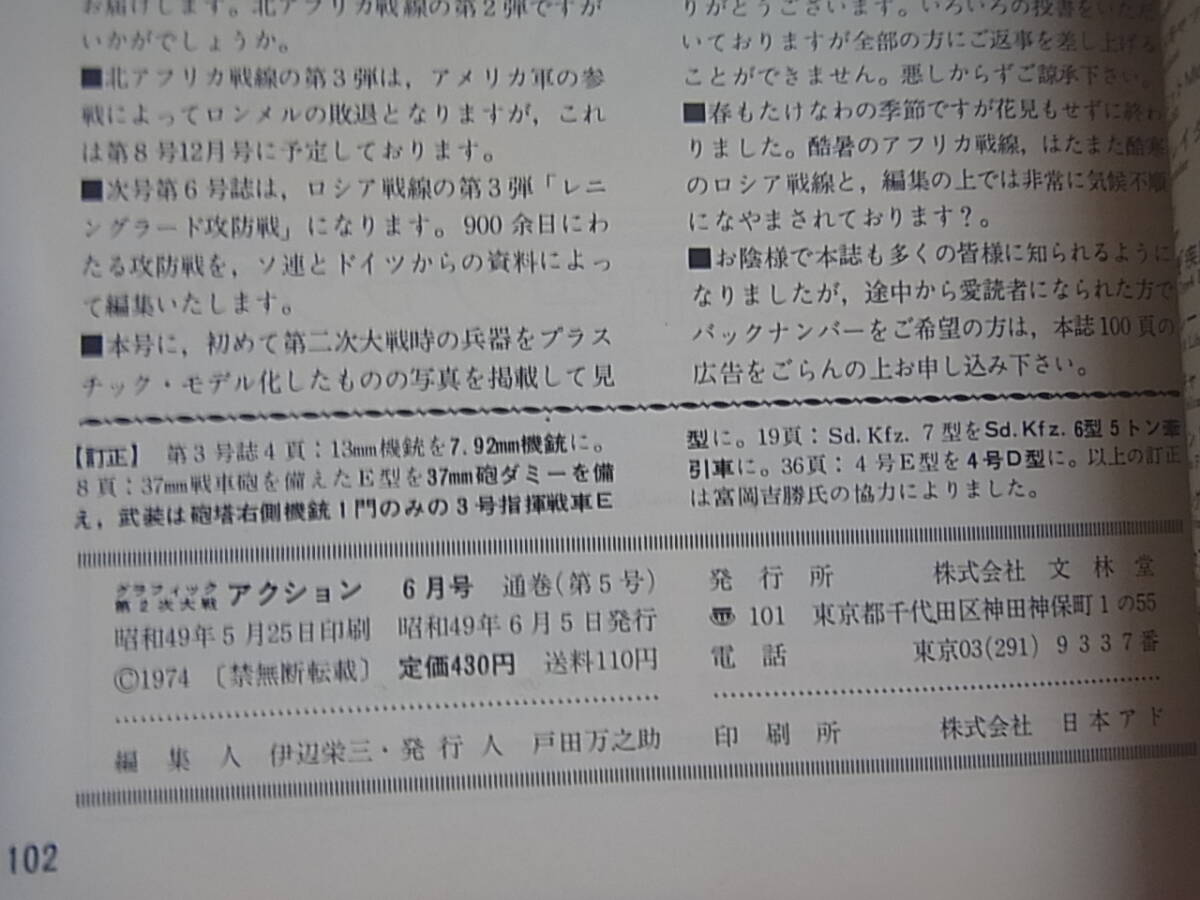 お届けします。北アフリカ戦線の第2弾ですが
いかがでしょうか。
■北アフリカ戦線の第3弾は，アメリカ軍の参
戦によってロンメルの敗退となりますが，これ
は第8号12月号に予定しております。
■次号第6号誌は，ロシア戦線の第3弾「レニ
ングラード攻防戦」になります。900余日にわ
たる攻防戦を，ソ連とドイツからの資料によっ
て編集いたします。
■本号に，初めて第二次大戦時の兵器をプラス
チック・モデル化したものの写真を掲載して見
りがとうございます。いろいろの投書をいただ
いておりますが全部の方にご返事を差し上げる
ことができません。悪しからずご諒承下さい。
■春もたけなわの季節ですが花見もせずに終わ
りました。酷暑のアフリカ戦線，はたまた酷寒
のロシア戦線と，編集の上では非常に気候不順
になやまされております？。
■お陰様で本誌も多くの皆様に知られるように
なりましたが，途中から愛読者になられた方で
バックナンバーをご希望の方は，本誌100頁の
広告をごらんの上お申し込み下さい。
【訂正】 第3号誌4頁：13mm機銃を7.92mm機銃に。
8頁：37mm戦車砲を備えたE型を37mm砲ダミーを備
え，武装は砲塔右側機銃1門のみの3号指揮戦車E
型に。19頁：Sd.Kfz. 7型をSd.Kfz. 6型5トン牽
引車に。36頁：4号E型を4号D型に。以上の訂正
は富岡吉勝氏の協力によりました。
グラフィック
第2次大戦 アクション 6月号 通巻(第5号)
昭和49年5月25日印刷 昭和49年6月5日発行
©1974 〔禁無断転載〕 定価430円 送料110円
編集人 伊辺栄三・発行人 戸田万之助
発行所 株式会社 文林堂
〠101 東京都千代田区神田神保町1の55
電話 東京03(291)9337番
印刷所 株式会社 日本アド
102